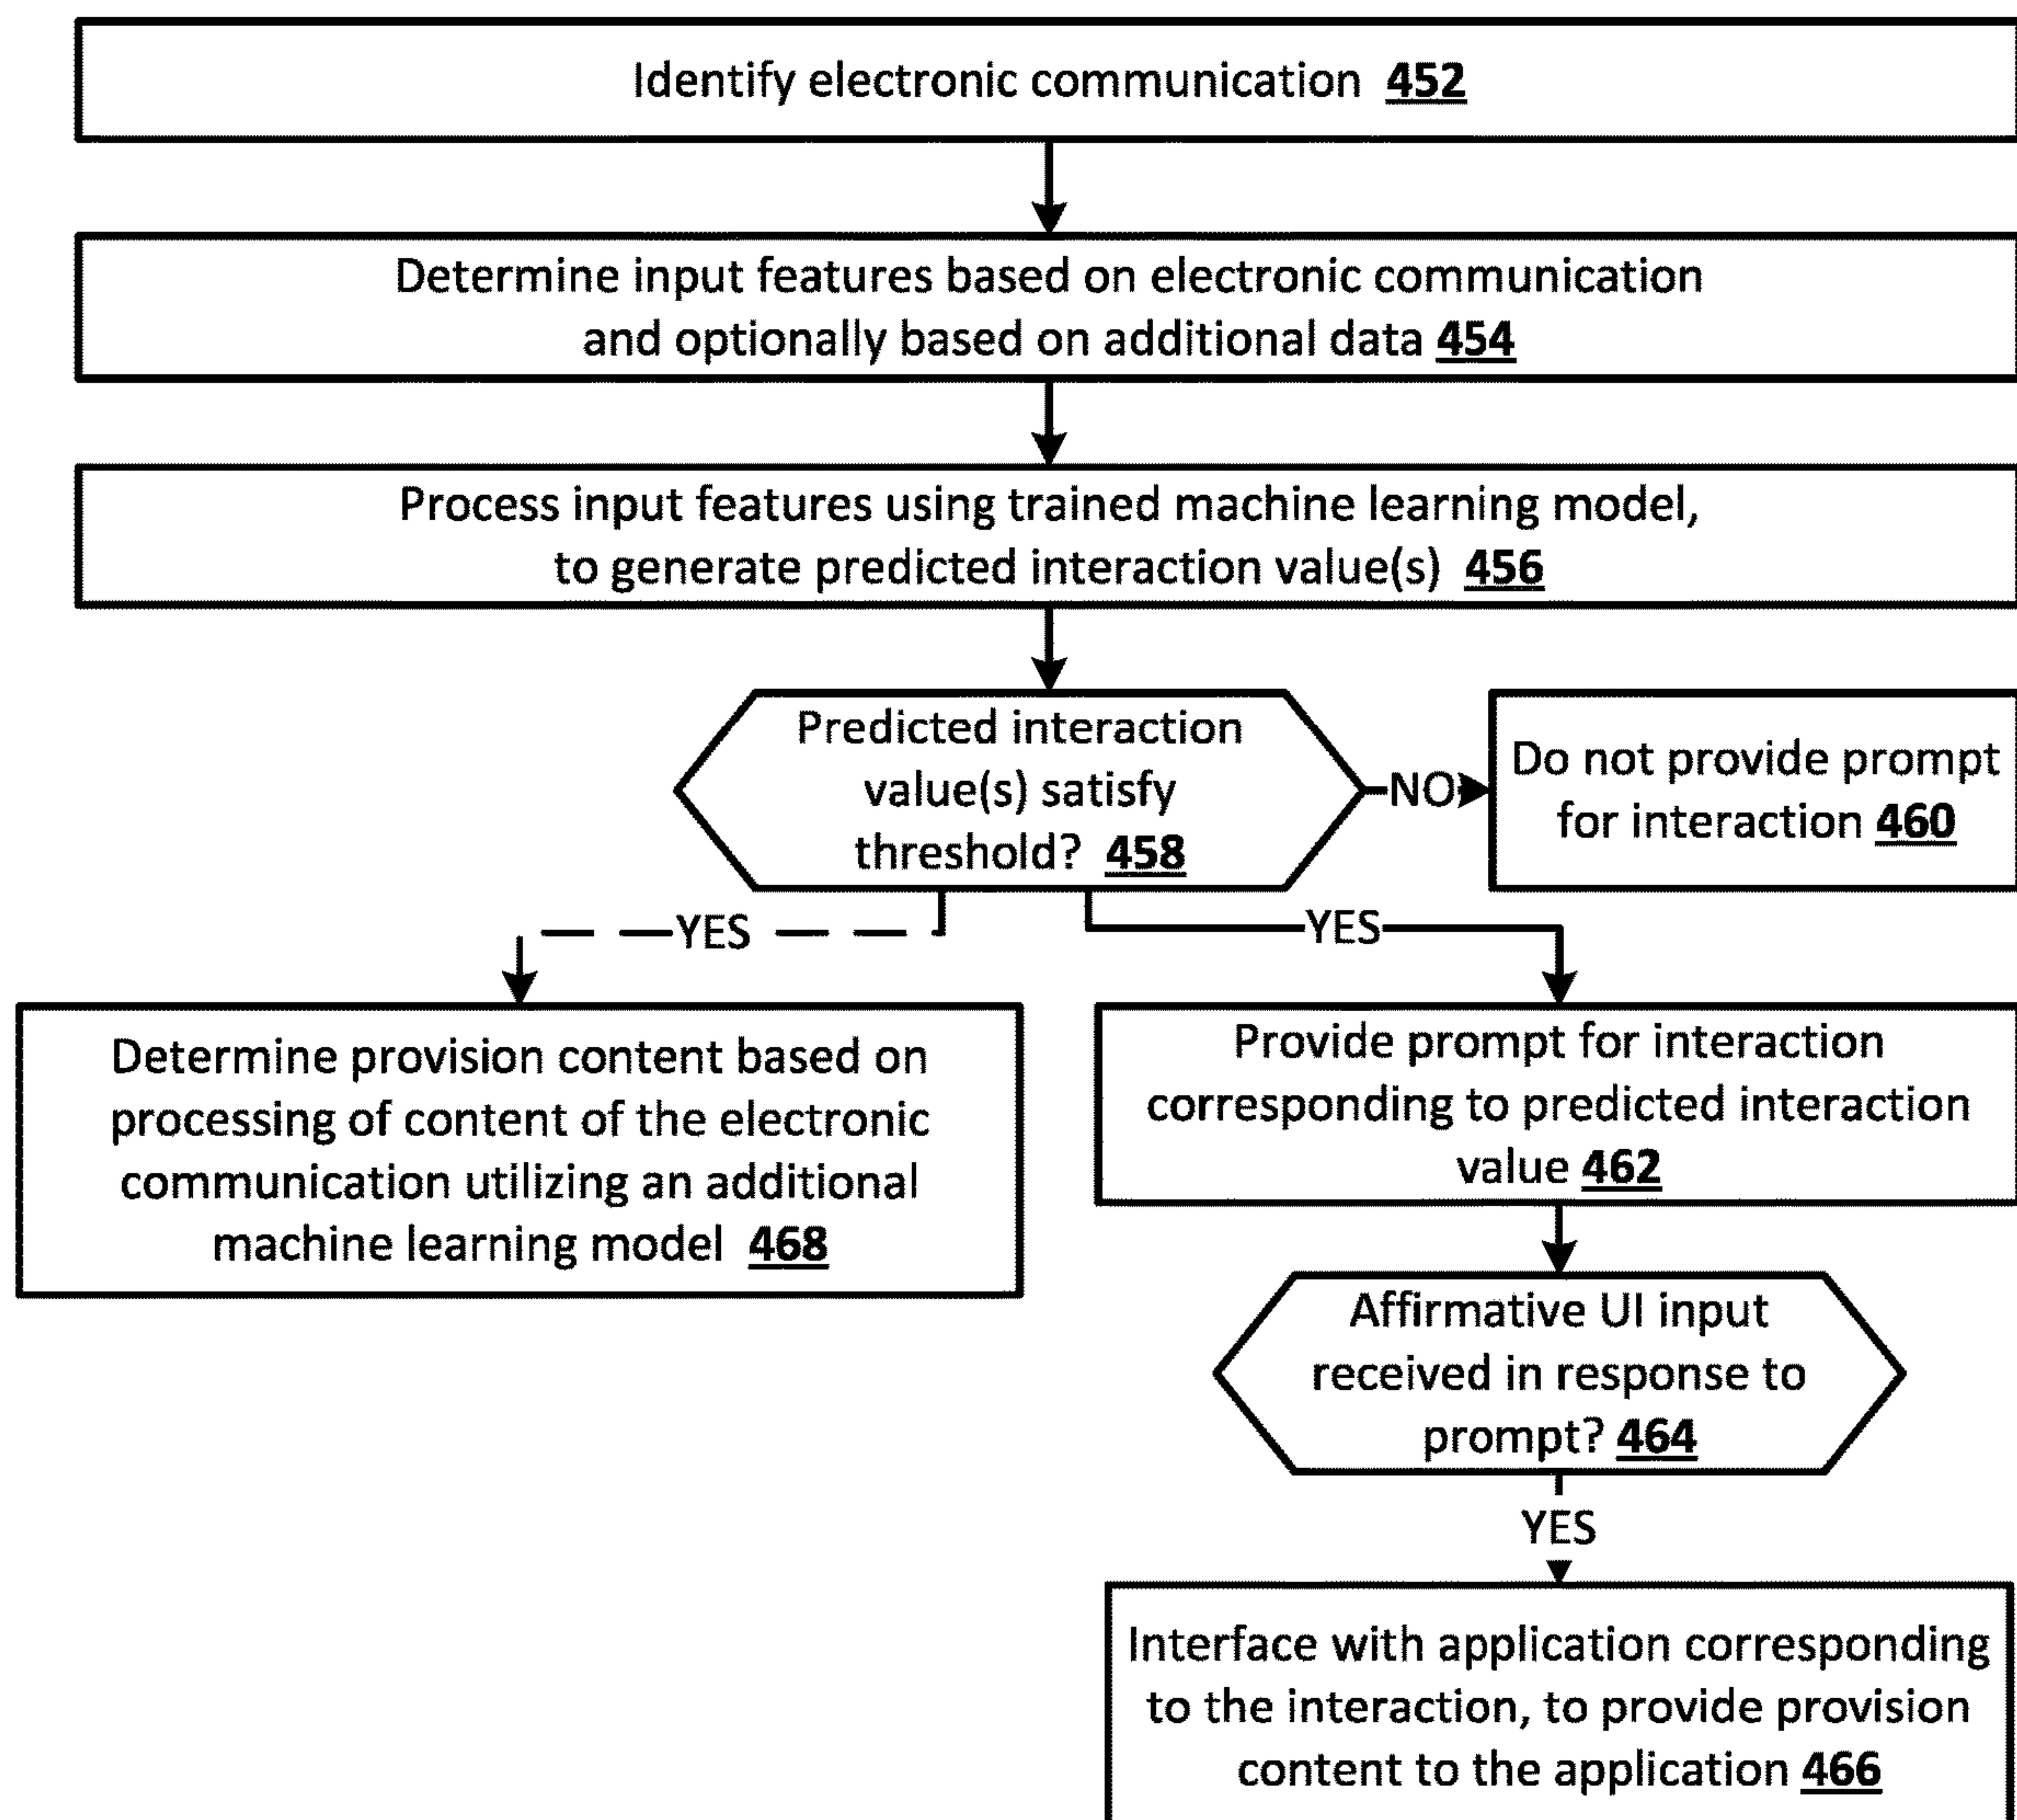 Identify electronic communication 452
Determine input features based on electronic communication
and optionally based on additional data 454
Process input features using trained machine learning model,
to generate predicted interaction value(s) 456
Predicted interaction
value(s) satisfy
threshold? 458
NO
Do not provide prompt
for interaction 460
YES
YES
Determine provision content based on
processing of content of the electronic
communication utilizing an additional
machine learning model 468
Provide prompt for interaction
corresponding to predicted interaction
value 462
Affirmative UI input
received in response to
prompt? 464
YES
Interface with application corresponding
to the interaction, to provide provision
content to the application 466